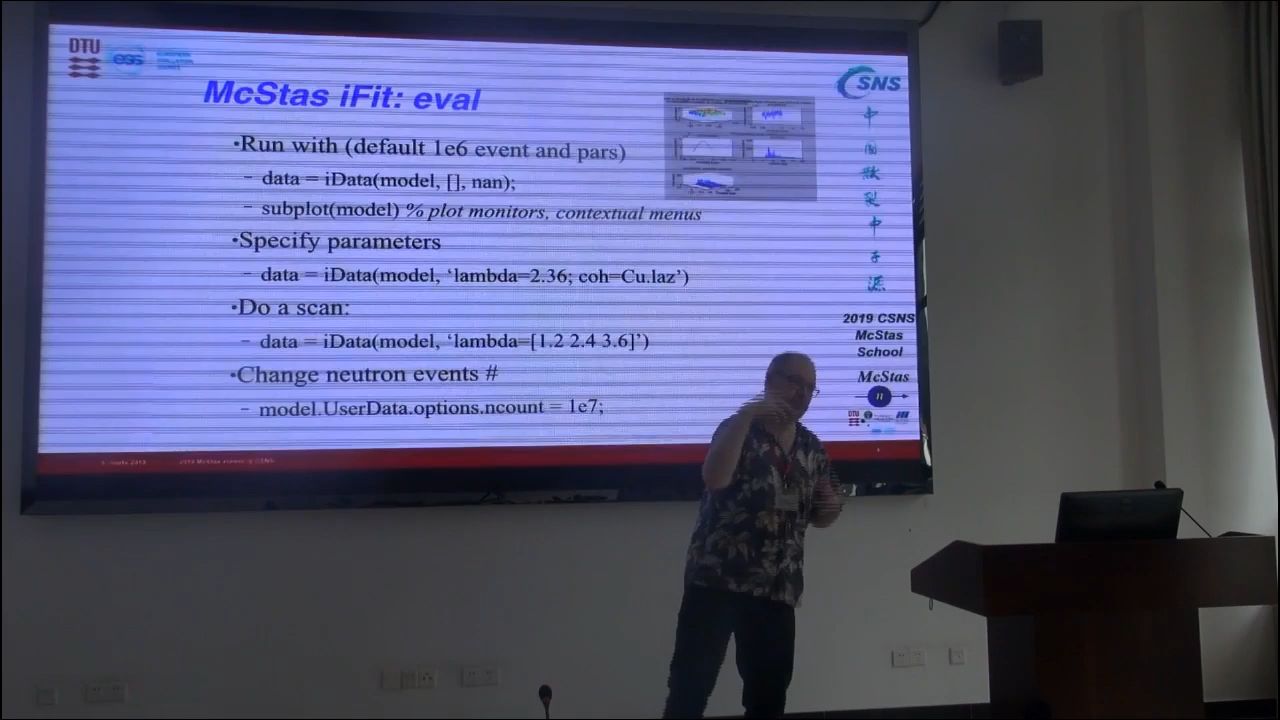 DTU
ess
McStas iFit: eval
•Run with (default 1e6 event and pars)
– data = iData(model, [], nan);
– subplot(model) % plot monitors, contextual menus
•Specify parameters
data = iData(model, ‘lambda=2.36; coh=Cu.laz’)
•Do a scan:
– data = iData(model, ‘lambda=[1.2 2.4 3.6]’)
•Change neutron events #
– model.UserData.options.ncount = 1e7;
CSNS
中
国
散
裂
中
子
源
2019 CSNS
McStas
School
McStas
n
DTU